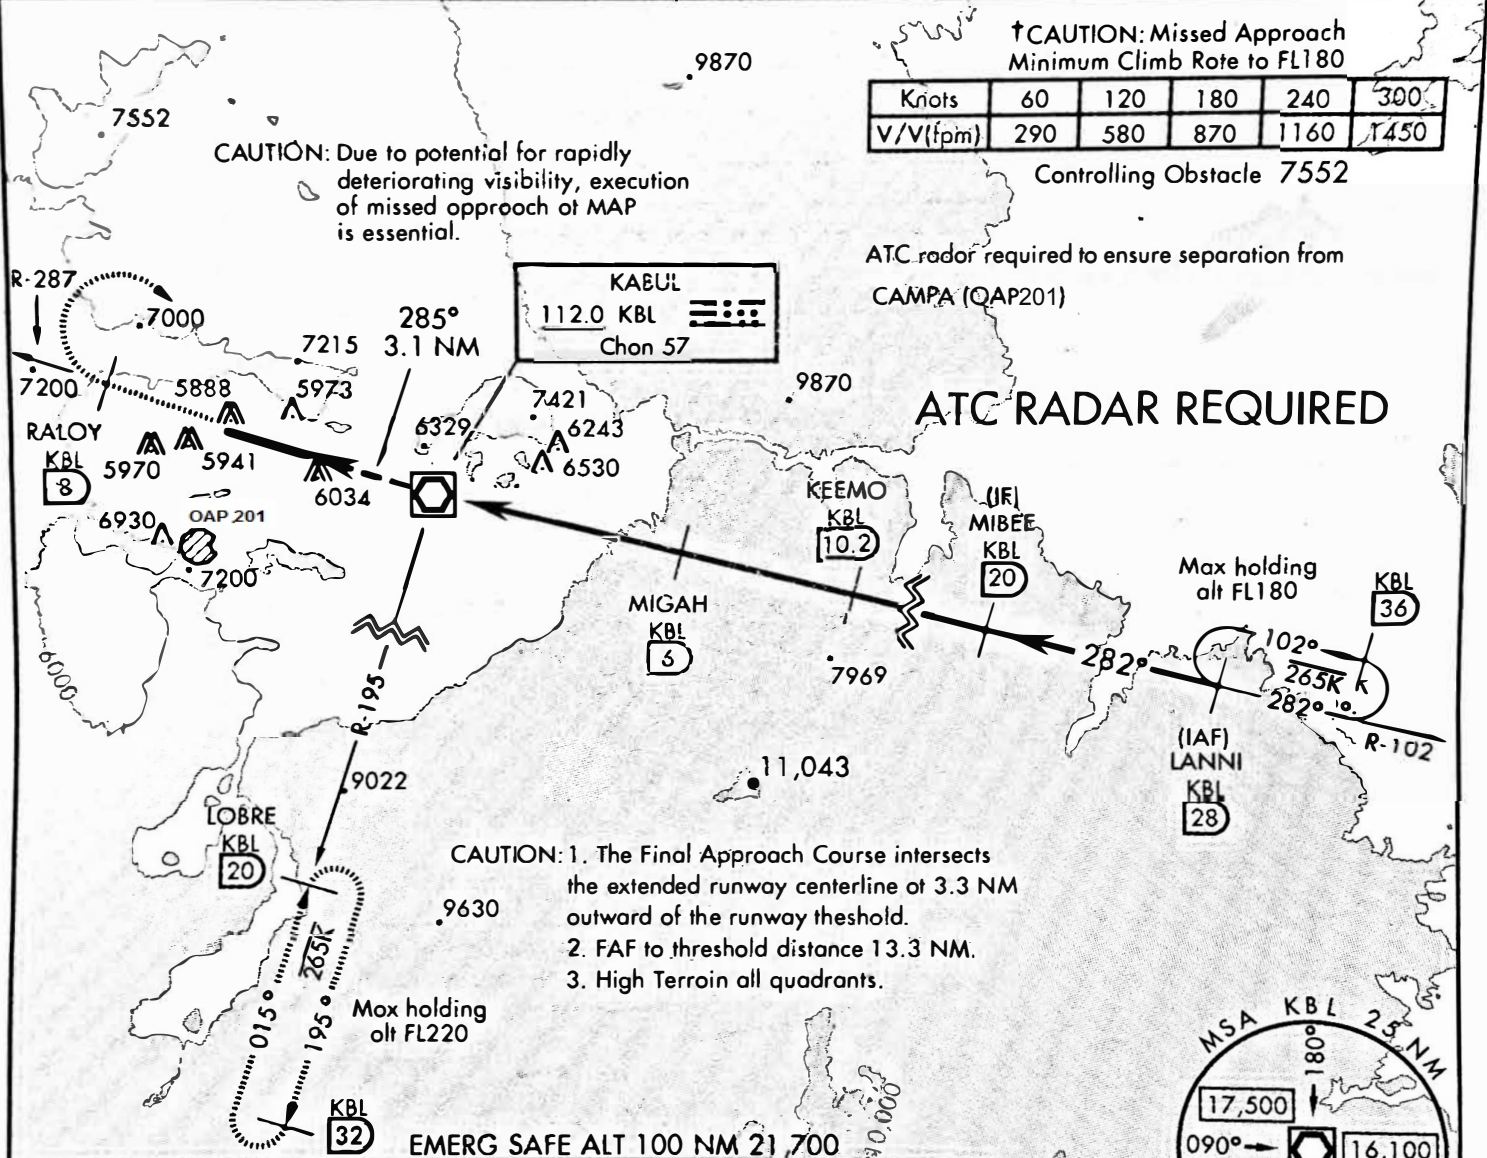 †CAUTION: Missed Approach
Minimum Climb Rote to FL180
Knots 60 120 180 240 300
V/V(fpm) 290 580 870 1160 1450
Controlling Obstacle 7552
9870
7552
CAUTION: Due to potential for rapidly
deteriorating visibility, execution
of missed opprooch ot MAP
is essential.
ATC rodor required to ensure separation from
CAMPA (OAP201)
R-287
7000
285°
3.1 NM
KABUL
112.0 KBL
Chon 57
7215
7200
5888
5973
9870
ATC RADAR REQUIRED
7421
6329
6243
6530
RALOY
KBL
8
5970
5941
6034
6930
OAP 201
7200
KEEMO
KBL
10.2
(IF)
MIBEE
KBL
20
Max holding
alt FL180
KBL
36
MIGAH
KBL
6
102°
265K K
282°
282°
R-102
7969
6000
R-195
(IAF)
LANNI
KBL
28
11,043
9022
LOBRE
KBL
20
CAUTION: 1. The Final Approach Course intersects
the extended runway centerline ot 3.3 NM
outward of the runway theshold.
2. FAF to threshold distance 13.3 NM.
3. High Terroin all quadrants.
9630
265K
015°
195°
Mox holding
olt FL220
KBL
32
EMERG SAFE ALT 100 NM 21,700
MSA KBL 25 NM
180°
17,500
090°
16,100